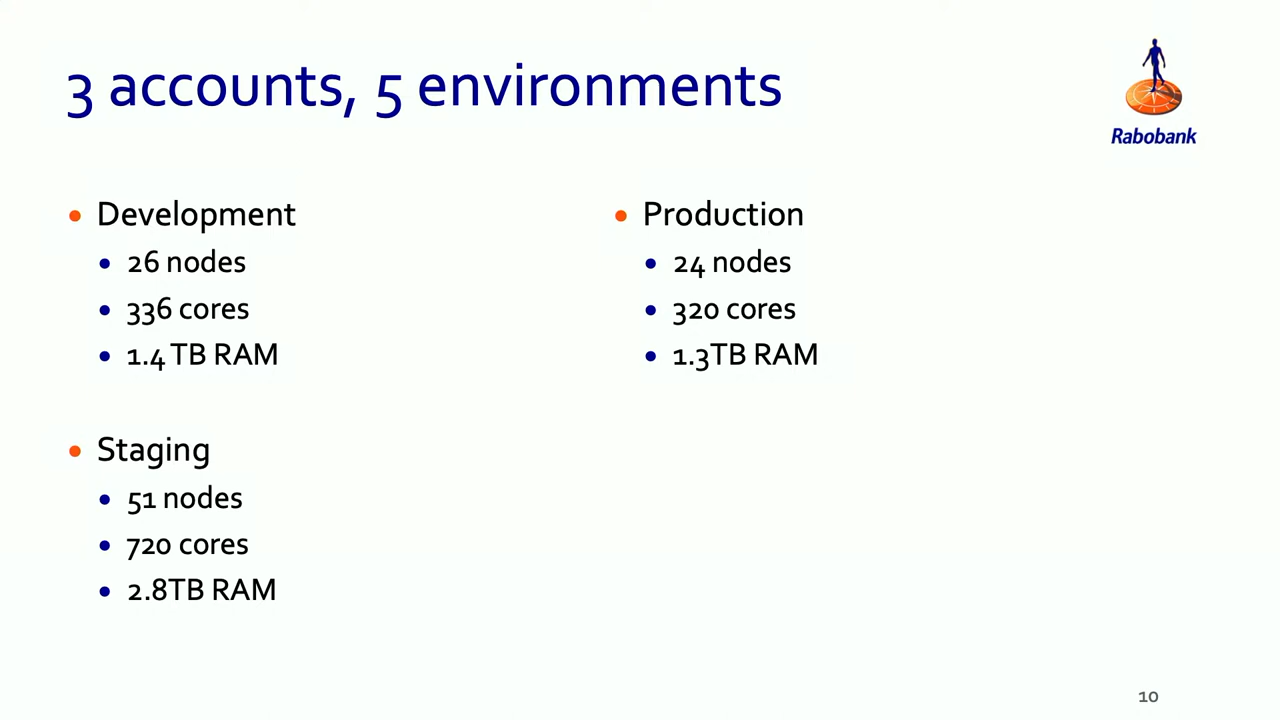 3 accounts, 5 environments
Rabobank
Development
26 nodes
336 cores
1.4 TB RAM
Staging
51 nodes
720 cores
2.8TB RAM
Production
24 nodes
320 cores
1.3TB RAM
10